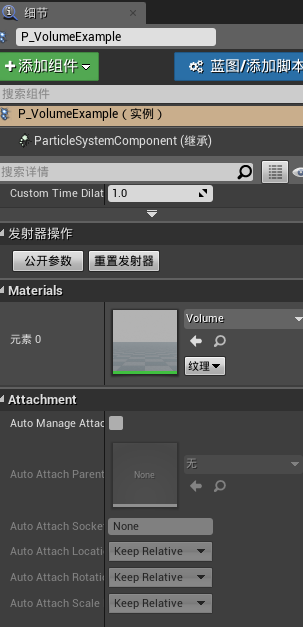 细节
P_VolumeExample
添加组件
蓝图/添加脚本
搜索组件
P_VolumeExample（实例）
ParticleSystemComponent (继承)
搜索详情
Custom Time Dilat
1.0
发射器操作
公开参数
重置发射器
Materials
元素 0
Volume
纹理
Attachment
Auto Manage Attac
Auto Attach Parent
None
无
Auto Attach Socke
None
Auto Attach Locati
Keep Relative
Auto Attach Rotatio
Keep Relative
Auto Attach Scale
Keep Relative